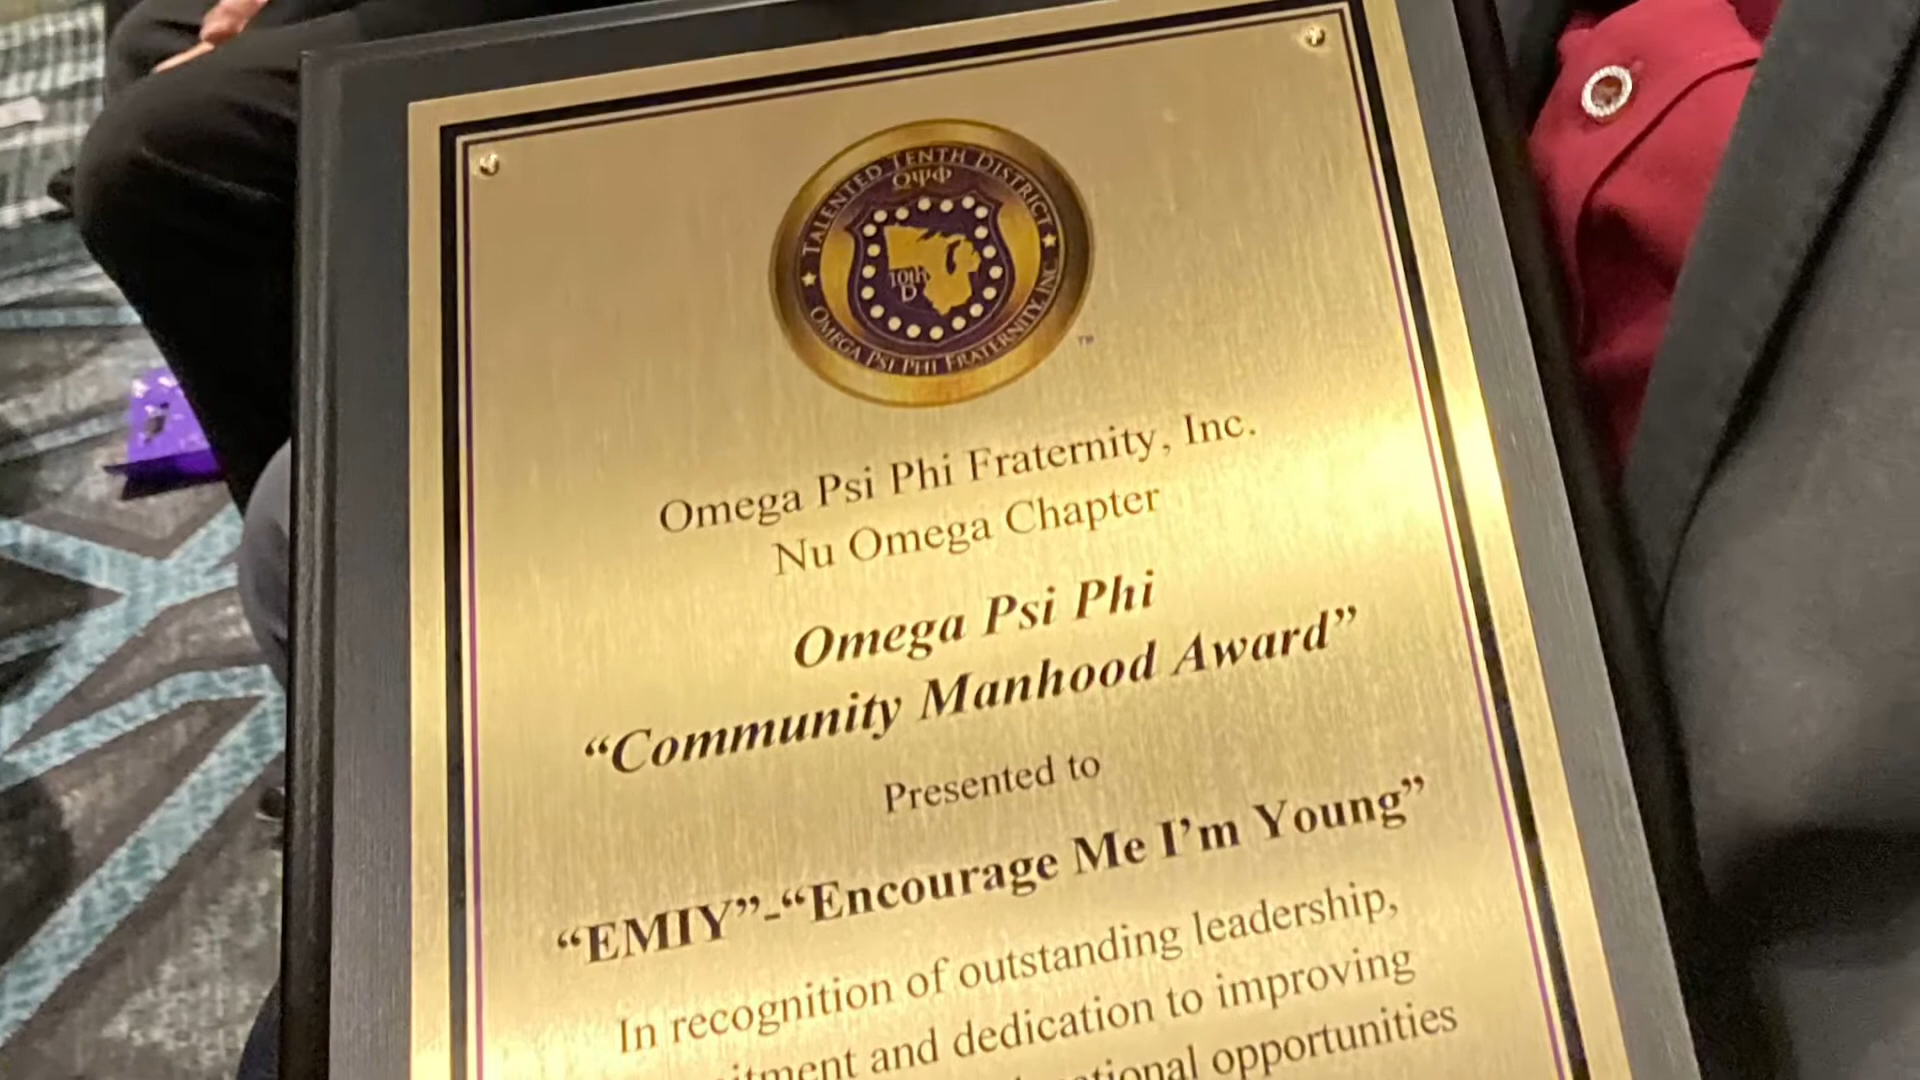 TALENTED TENTH DISTRICT
ΩΨΦ
10th
D
OMEGA PSI PHI FRATERNITY, INC.
TM
Omega Psi Phi Fraternity, Inc.
Nu Omega Chapter
Omega Psi Phi
“Community Manhood Award”
Presented to
“EMIY”-“Encourage Me I’m Young”
In recognition of outstanding leadership,
and dedication to improving
opportunities